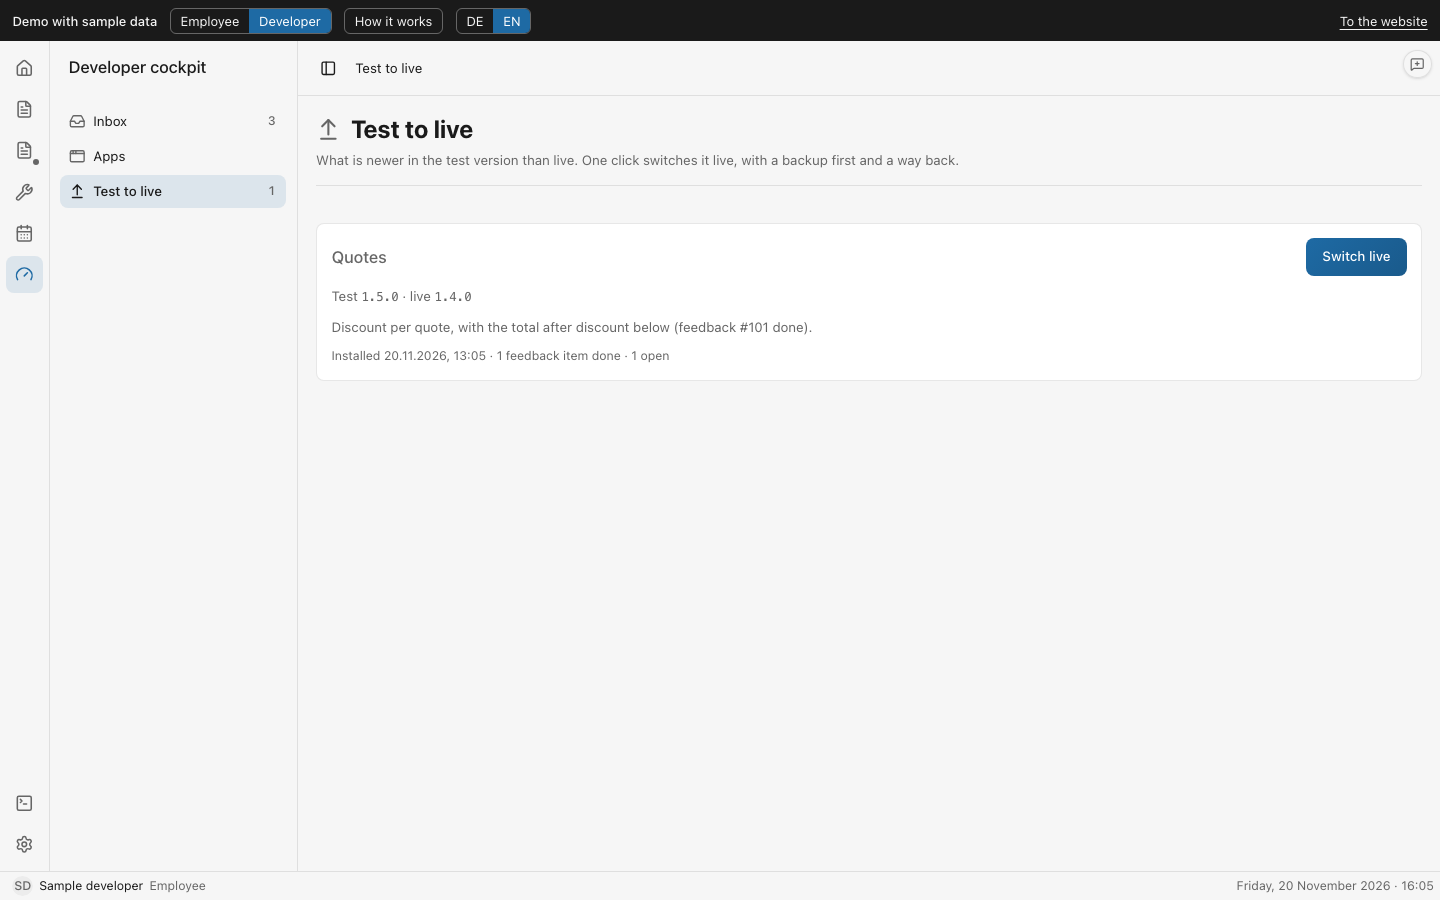 Demo with sample data
Employee
Developer
How it works
DE
EN
To the website
Developer cockpit
Inbox 3
Apps
Test to live 1
Test to live
Test to live
What is newer in the test version than live. One click switches it live, with a backup first and a way back.
Quotes
Switch live
Test 1.5.0 · live 1.4.0
Discount per quote, with the total after discount below (feedback #101 done).
Installed 20.11.2026, 13:05 · 1 feedback item done · 1 open
SD Sample developer Employee
Friday, 20 November 2026 · 16:05